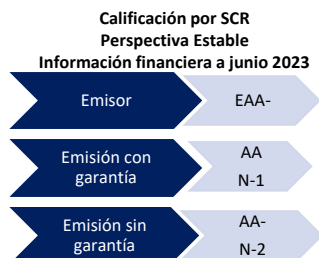 Calificación por SCR
Perspectiva Estable
Información financiera a junio 2023
Emisor
EAA-
Emisión con
garantía
AA
N-1
Emisión sin
garantía
AA-
N-2